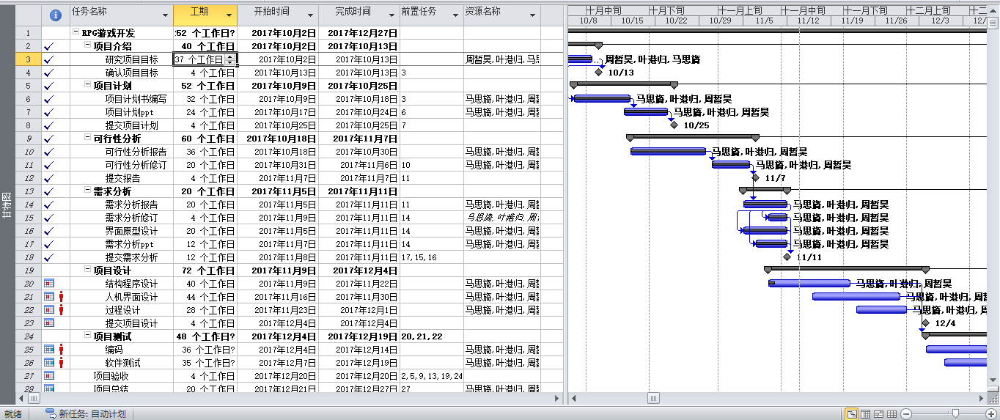 任务名称 工期 开始时间 完成时间 前置任务 资源名称 十月中旬 十月下旬 十一月上旬 十一月中旬 十一月下旬 十二月上旬 十二
10/8 10/15 10/22 10/29 11/5 11/12 11/19 11/26 12/3
1 RPG游戏开发 252 个工作日? 2017年10月2日 2017年12月27日
2 项目介绍 40 个工作日 2017年10月2日 2017年10月13日
3 研究项目目标 37 个工作日 2017年10月2日 2017年10月13日 周晢昊, 叶港归, 马思 周晢昊, 叶港归, 马思旖
4 确认项目目标 4 个工作日 2017年10月13日 2017年10月13日 3 10/13
5 项目计划 52 个工作日 2017年10月9日 2017年10月25日
6 项目计划书编写 32 个工作日 2017年10月9日 2017年10月18日 3 马思旖, 叶港归, 周晢 马思旖, 叶港归, 周晢昊
7 项目计划ppt 24 个工作日 2017年10月17日 2017年10月24日 6 马思旖, 叶港归, 周晢 马思旖, 叶港归, 周晢昊
8 提交项目计划 4 个工作日 2017年10月25日 2017年10月25日 7 10/25
9 可行性分析 60 个工作日 2017年10月18日 2017年11月7日
10 可行性分析报告 36 个工作日 2017年10月18日 2017年10月30日 马思旖, 叶港归, 周晢 马思旖, 叶港归, 周晢昊
11 可行性分析修订 20 个工作日 2017年10月31日 2017年11月6日 10 马思旖, 叶港归, 周晢 马思旖, 叶港归, 周晢昊
12 提交报告 4 个工作日 2017年11月7日 2017年11月7日 11 11/7
13 需求分析 20 个工作日 2017年11月5日 2017年11月11日
14 需求分析报告 20 个工作日 2017年11月5日 2017年11月11日 11 马思旖, 叶港归, 周晢 马思旖, 叶港归, 周晢昊
15 需求分析修订 4 个工作日 2017年11月9日 2017年11月11日 14 马思旖, 叶港归, 周 马思旖, 叶港归, 周晢昊
16 界面原型设计 20 个工作日 2017年11月5日 2017年11月11日 14 马思旖, 叶港归, 周晢 马思旖, 叶港归, 周晢昊
17 需求分析ppt 12 个工作日 2017年11月7日 2017年11月11日 14 马思旖, 叶港归, 周晢 马思旖, 叶港归, 周晢昊
18 提交需求分析 12 个工作日 2017年11月8日 2017年11月11日 17, 15, 16 11/11
19 项目设计 72 个工作日 2017年11月9日 2017年12月4日
20 结构程序设计 40 个工作日 2017年11月9日 2017年11月22日 马思旖, 叶港归, 周晢 马思旖, 叶港归, 周晢昊
21 人机界面设计 44 个工作日 2017年11月16日 2017年11月30日 马思旖, 叶港归, 周晢 马思旖, 叶港归, 周晢
22 过程设计 28 个工作日 2017年11月23日 2017年12月1日 马思旖, 叶港归, 周晢 马思旖, 叶港归, 周晢
23 提交项目设计 4 个工作日 2017年12月4日 2017年12月4日 12/4
24 项目测试 48 个工作日? 2017年12月4日 2017年12月19日 20, 21, 22
25 编码 36 个工作日? 2017年12月4日 2017年12月14日 马思旖, 叶港归, 周晢
26 软件测试 35 个工作日? 2017年12月7日 2017年12月19日 马思旖, 叶港归, 周晢
27 项目验收 4 个工作日 2017年12月20日 2017年12月20日 2, 5, 9, 13, 19, 24
28 项目总结 20 个工作日 2017年12月21日 2017年12月27日 27 马思旖, 叶港归, 周晢
甘特图
就绪 新任务: 自动计划